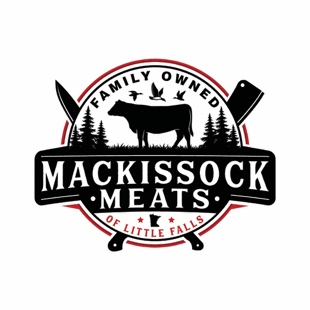 FAMILY OWNED
MACKISSOCK
MEATS
OF LITTLE FALLS